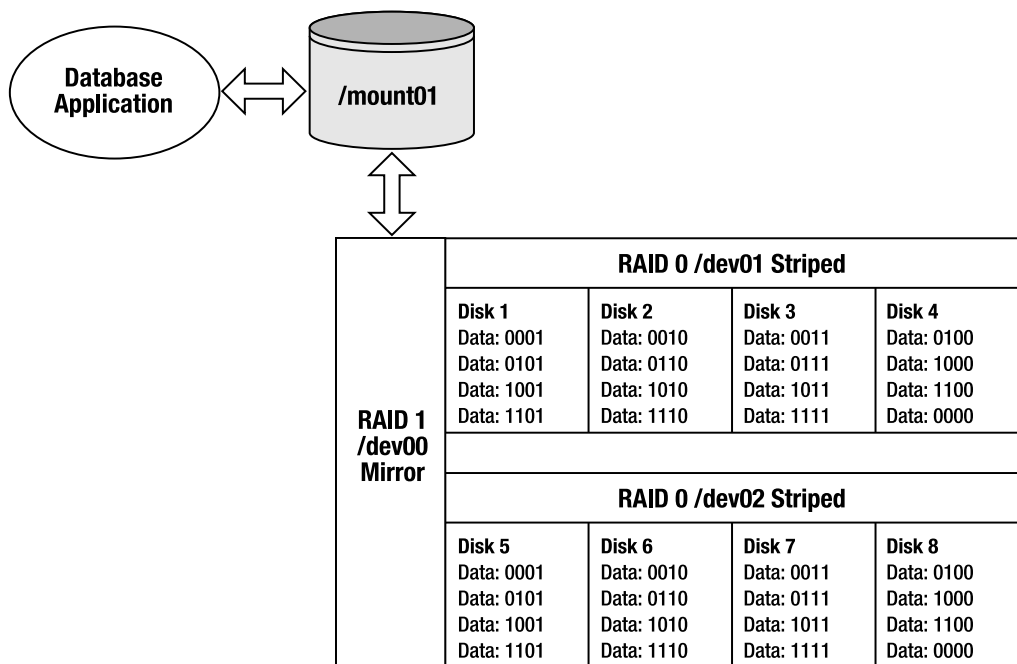 Database
Application
/mount01
RAID 1
/dev00
Mirror
RAID 0 /dev01 Striped
Disk 1
Data: 0001
Data: 0101
Data: 1001
Data: 1101
Disk 2
Data: 0010
Data: 0110
Data: 1010
Data: 1110
Disk 3
Data: 0011
Data: 0111
Data: 1011
Data: 1111
Disk 4
Data: 0100
Data: 1000
Data: 1100
Data: 0000
RAID 0 /dev02 Striped
Disk 5
Data: 0001
Data: 0101
Data: 1001
Data: 1101
Disk 6
Data: 0010
Data: 0110
Data: 1010
Data: 1110
Disk 7
Data: 0011
Data: 0111
Data: 1011
Data: 1111
Disk 8
Data: 0100
Data: 1000
Data: 1100
Data: 0000